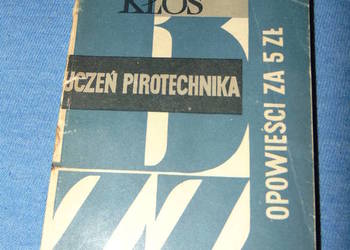 KŁOS
UCZEŃ PIROTECHNIKA
OPOWIEŚCI ZA 5 ZŁ